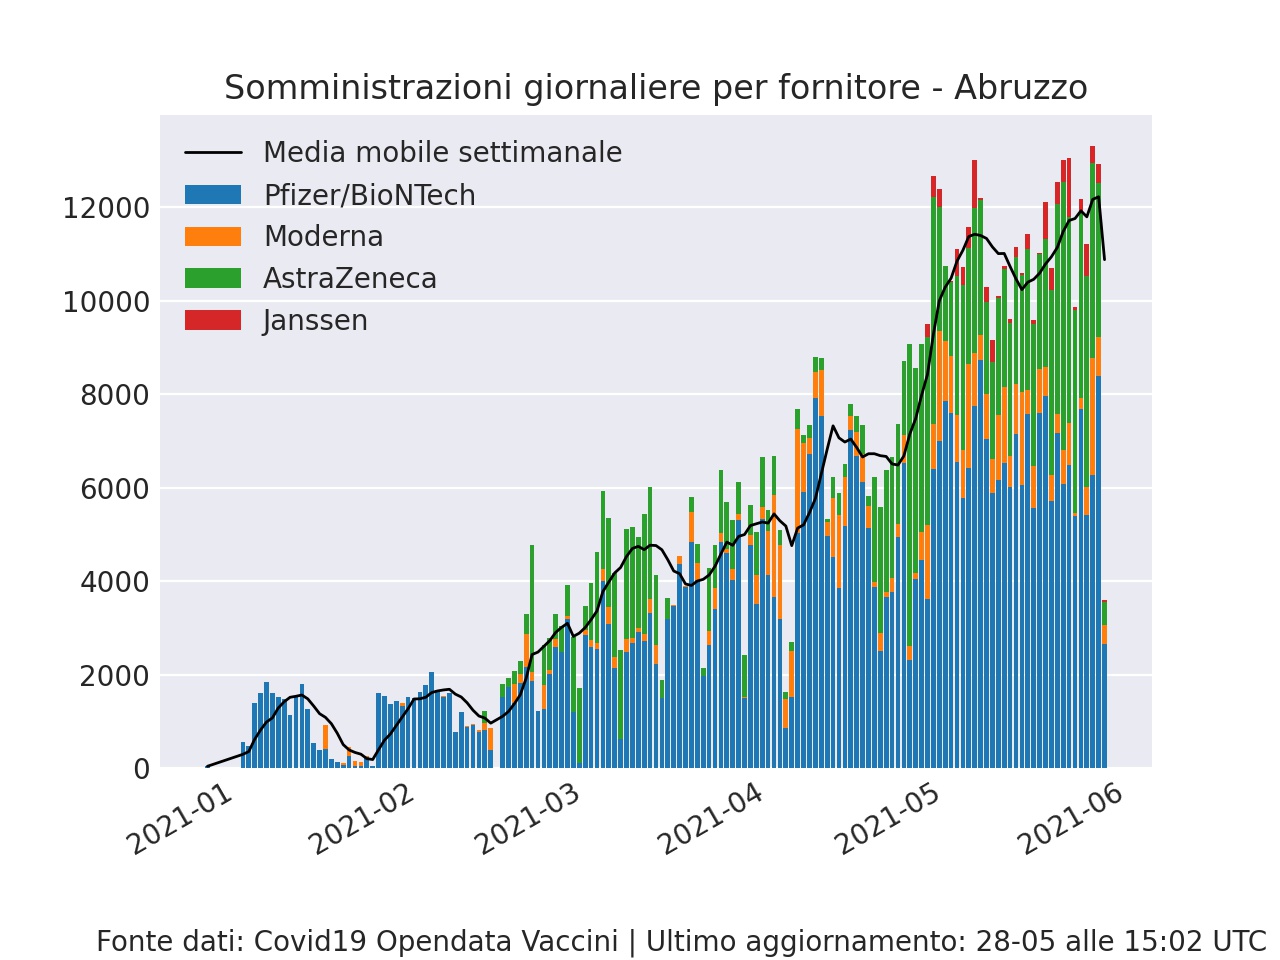 Somministrazioni giornaliere per fornitore - Abruzzo
Media mobile settimanale
Pfizer/BioNTech
Moderna
AstraZeneca
Janssen
12000
10000
8000
6000
4000
2000
0
2021-01
2021-02
2021-03
2021-04
2021-05
2021-06
Fonte dati: Covid19 Opendata Vaccini | Ultimo aggiornamento: 28-05 alle 15:02 UTC